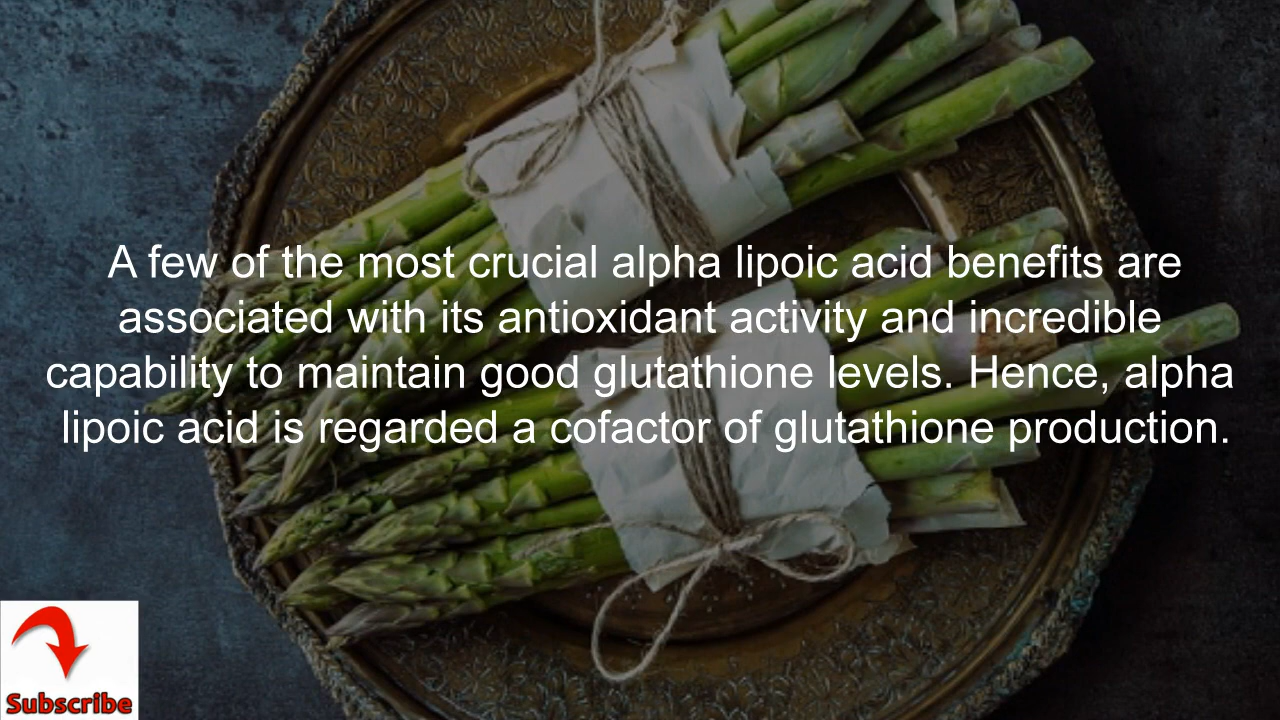 A few of the most crucial alpha lipoic acid benefits are
associated with its antioxidant activity and incredible
capability to maintain good glutathione levels. Hence, alpha
lipoic acid is regarded a cofactor of glutathione production.
Subscribe